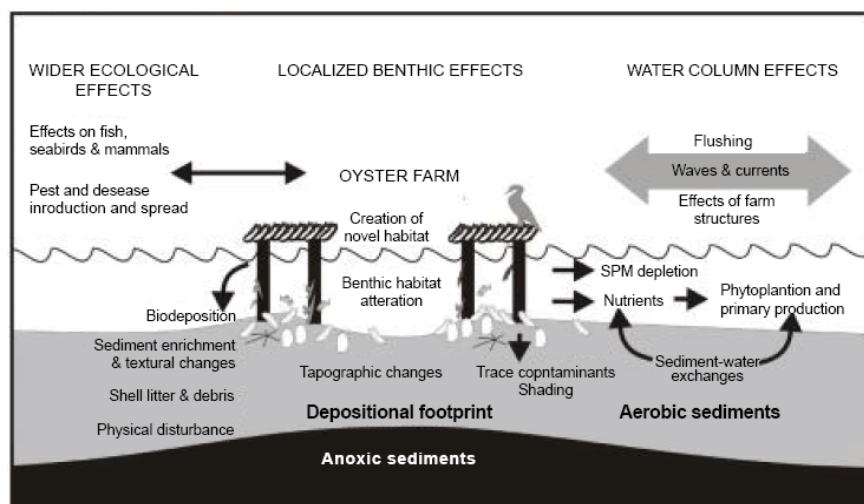 WIDER ECOLOGICAL
EFFECTS
LOCALIZED BENTHIC EFFECTS
WATER COLUMN EFFECTS
Effects on fish,
seabirds & mammals
Pest and desease
inroduction and spread
OYSTER FARM
Creation of
novel habitat
Flushing
Waves & currents
Effects of farm
structures
Benthic habitat
atteration
SPM depletion
Nutrients
Phytoplantion and
primary production
Biodeposition
Sediment enrichment
& textural changes
Shell litter & debris
Physical disturbance
Tapographic changes
Trace copntaminants
Shading
Sediment-water
exchanges
Depositional footprint
Aerobic sediments
Anoxic sediments